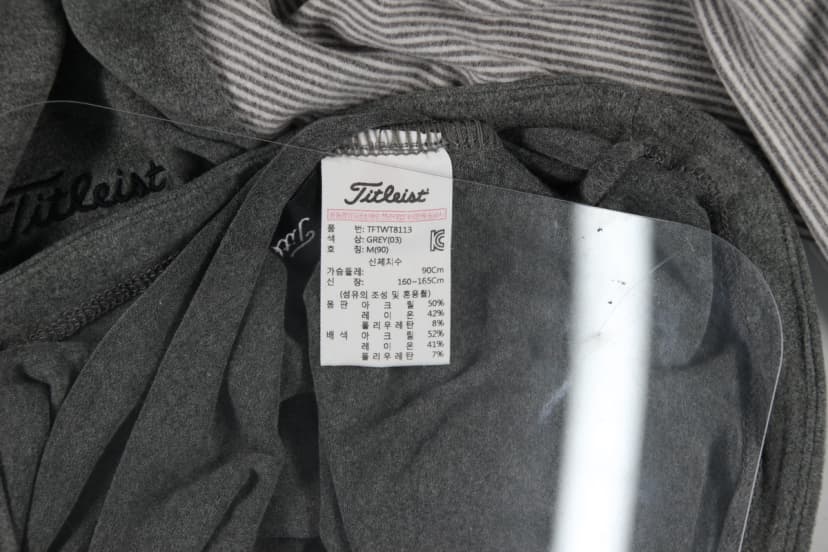 Titleist
Titleist
품 번: TFTWT8113
색 상: GREY(03)
호 칭: M(90)
신체치수
가슴둘레: 90Cm
신 장: 160~165Cm
(섬유의 조성 및 혼용률)
몸 판 아 크 릴 50%
레 이 온 42%
폴 리 우 레 탄 8%
배 색 아 크 릴 52%
레 이 온 41%
폴 리 우 레 탄 7%